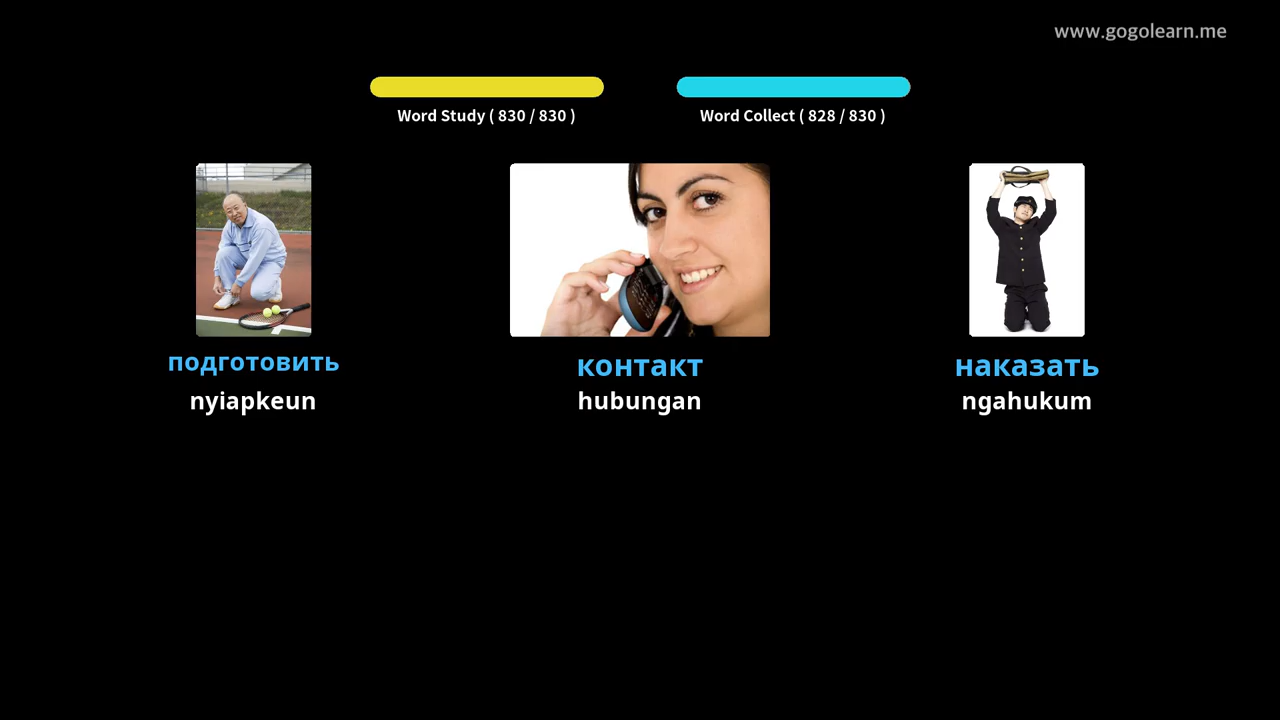 www.gogolearn.me
Word Study ( 830 / 830 )
Word Collect ( 828 / 830 )
подготовить
nyiapkeun
контакт
hubungan
наказать
ngahukum